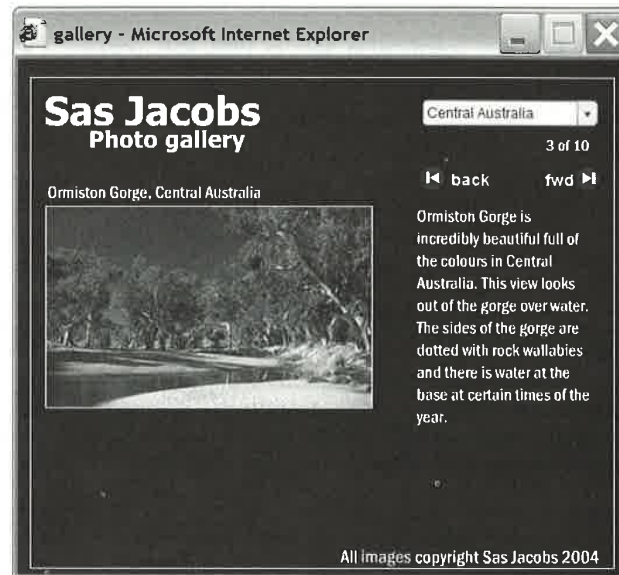 gallery - Microsoft Internet Explorer
Sas Jacobs
Photo gallery
Central Australia
3 of 10
back
fwd
Ormiston Gorge, Central Australia
Ormiston Gorge is
incredibly beautiful full of
the colours in Central
Australia. This view looks
out of the gorge over water.
The sides of the gorge are
dotted with rock wallabies
and there is water at the
base at certain times of the
year.
All images copyright Sas Jacobs 2004